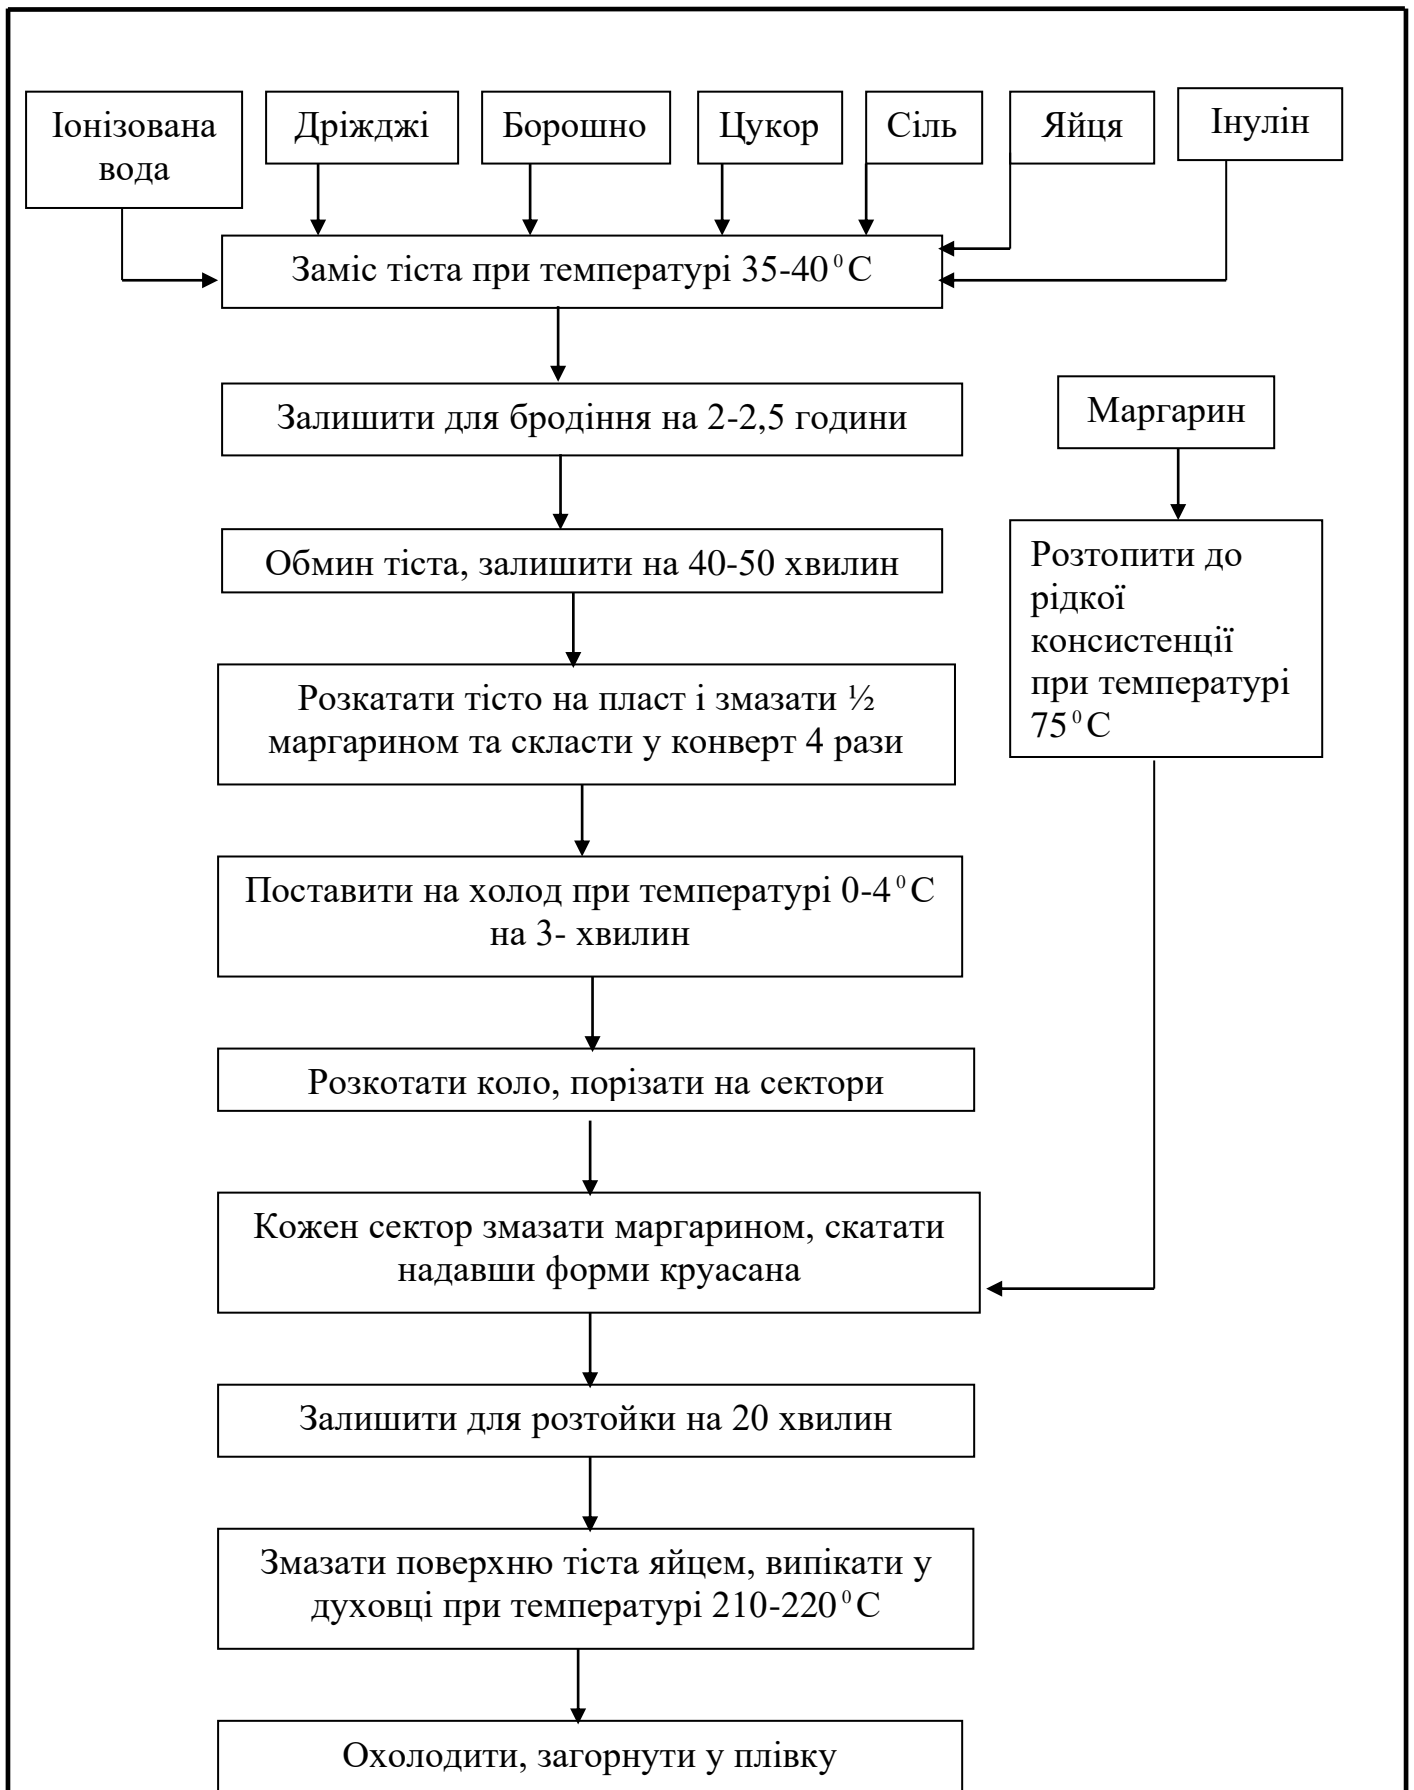 Іонізована
вода
Дріжджі
Борошно
Цукор
Сіль
Яйця
Інулін
Заміс тіста при температурі 35-40⁰С
Залишити для бродіння на 2-2,5 години
Маргарин
Обмин тіста, залишити на 40-50 хвилин
Розтопити до
рідкої
консистенції
при температурі
75⁰С
Розкатати тісто на пласт і змазати ½
маргарином та скласти у конверт 4 рази
Поставити на холод при температурі 0-4⁰С
на 3- хвилин
Розкотати коло, порізати на сектори
Кожен сектор змазати маргарином, скатати
надавши форми круасана
Залишити для розтойки на 20 хвилин
Змазати поверхню тіста яйцем, випікати у
духовці при температурі 210-220⁰С
Охолодити, загорнути у плівку